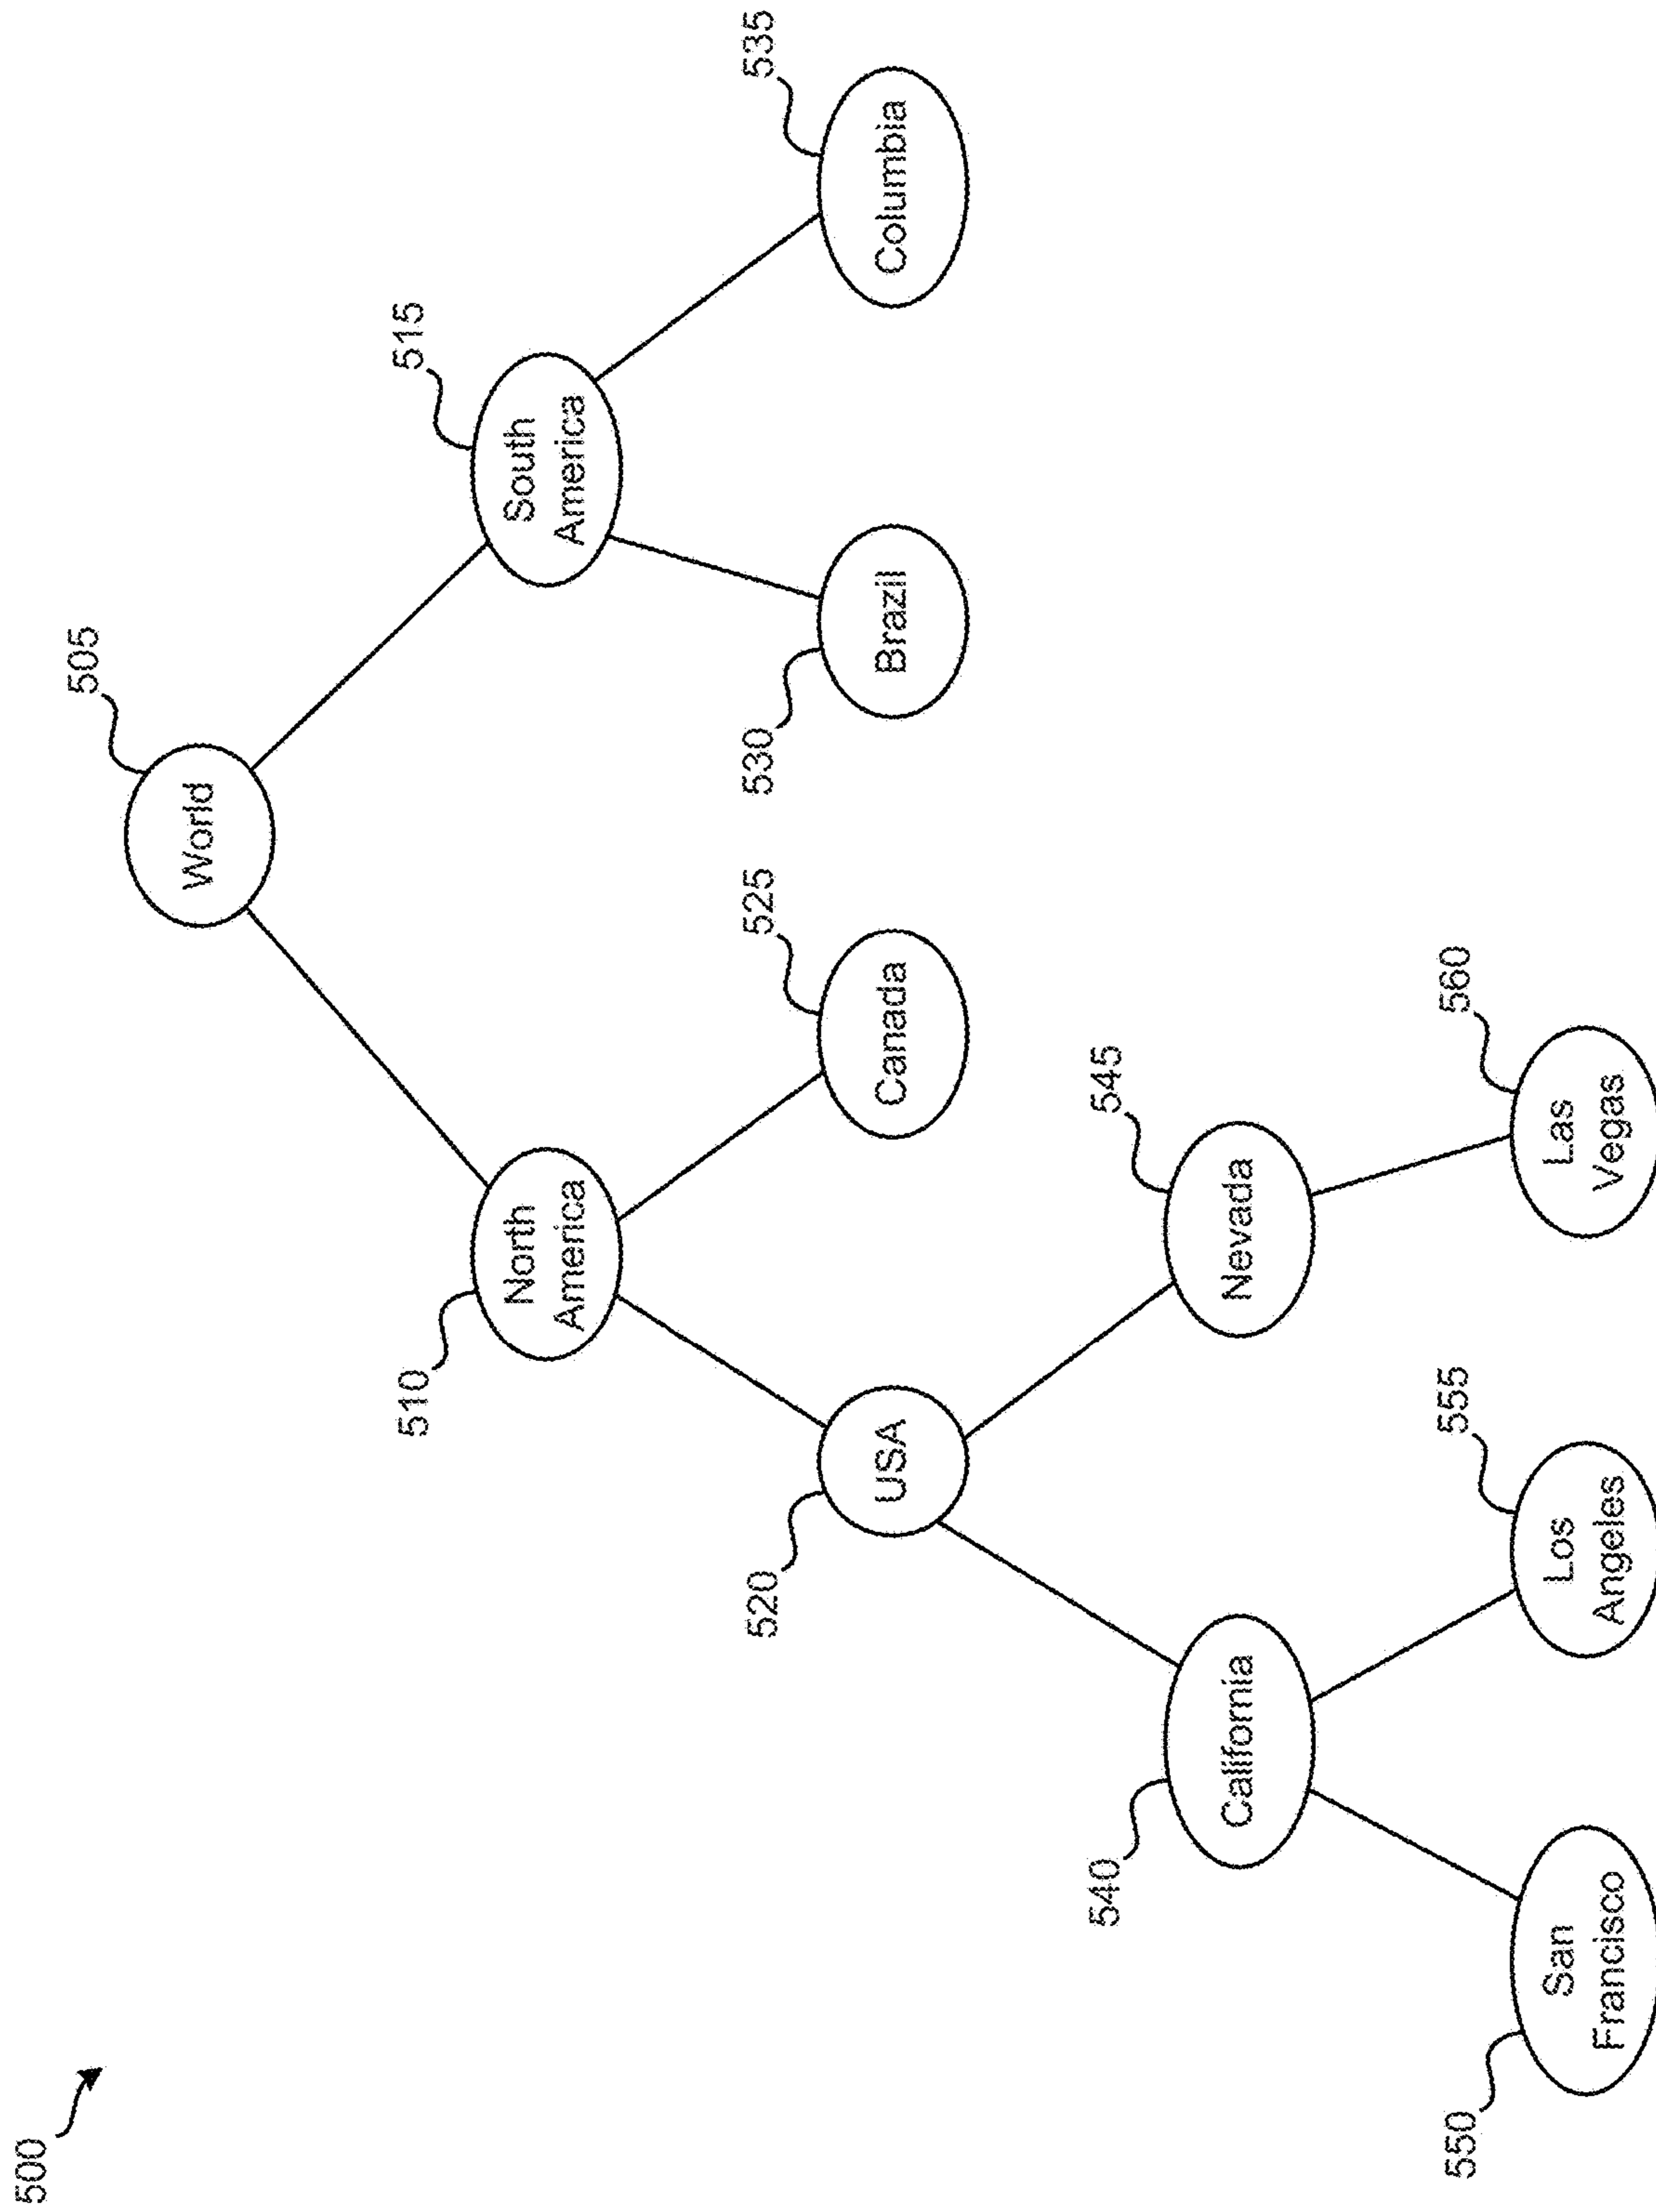 500
505
World
510
North
America
515
South
America
520
USA
525
Canada
530
Brazil
535
Columbia
540
California
545
Nevada
550
San
Francisco
555
Los
Angeles
560
Las
Vegas